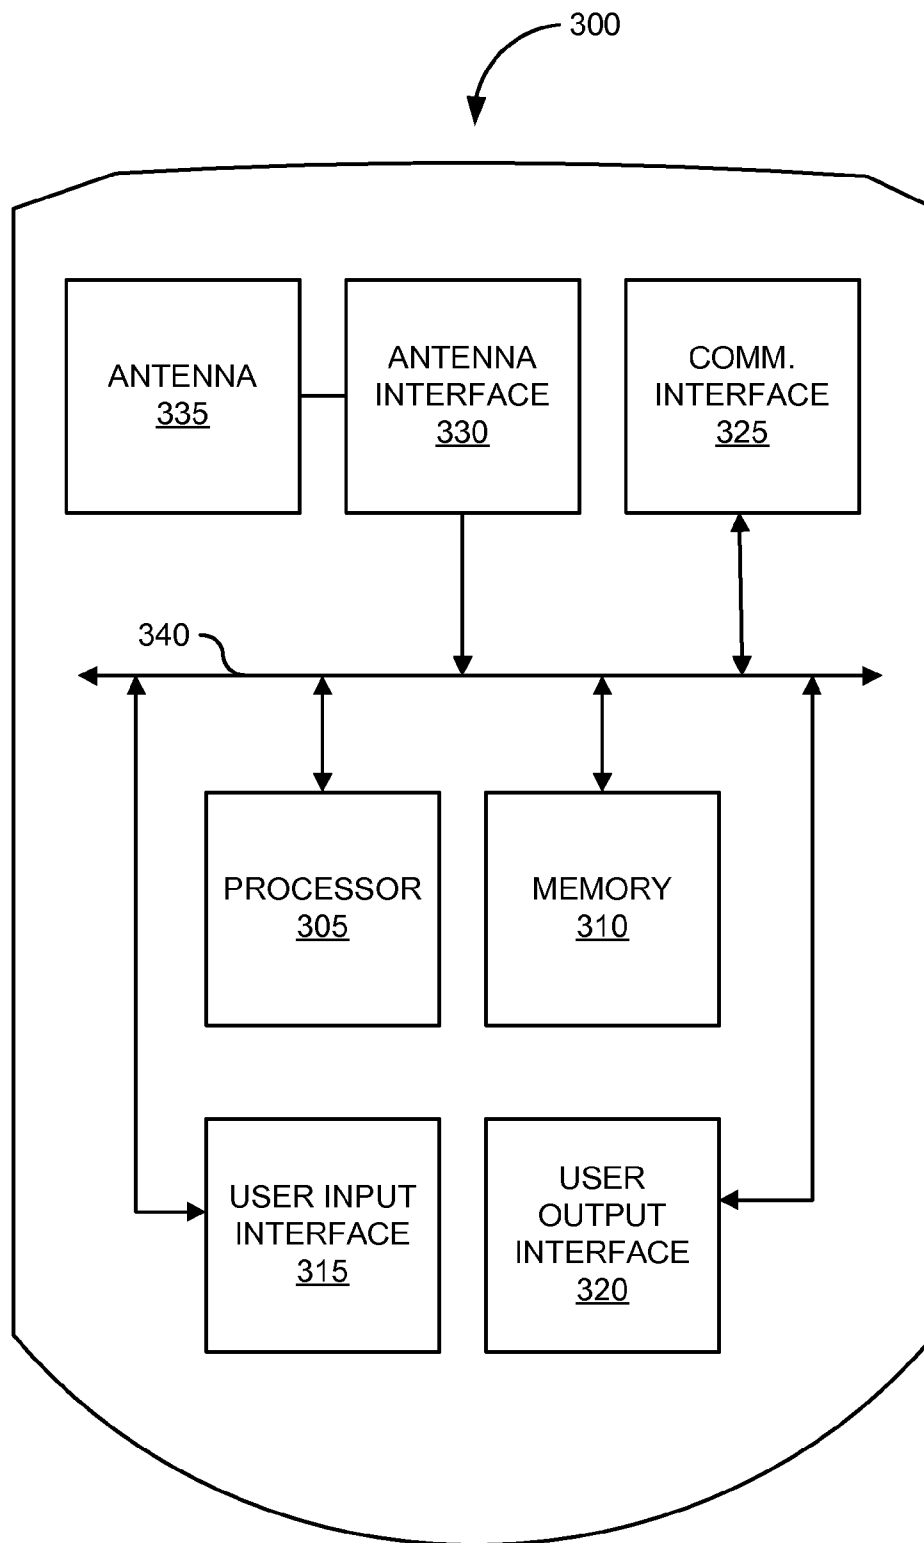 300
ANTENNA
335
ANTENNA
INTERFACE
330
COMM.
INTERFACE
325
340
PROCESSOR
305
MEMORY
310
USER INPUT
INTERFACE
315
USER
OUTPUT
INTERFACE
320